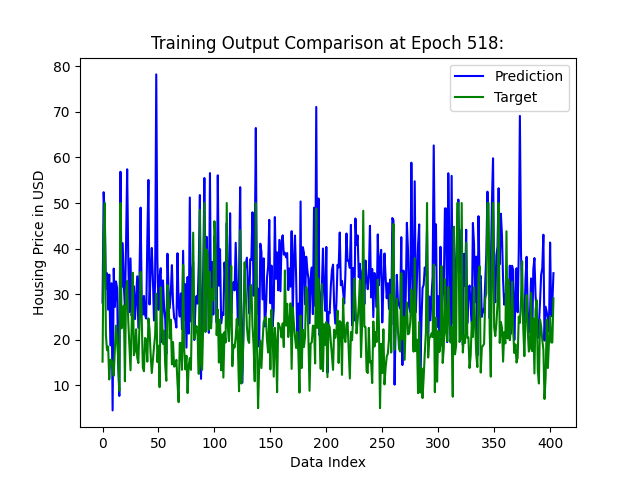 Training Output Comparison at Epoch 518:
Prediction
Target
Housing Price in USD
80
70
60
50
40
30
20
10
0 50 100 150 200 250 300 350 400
Data Index